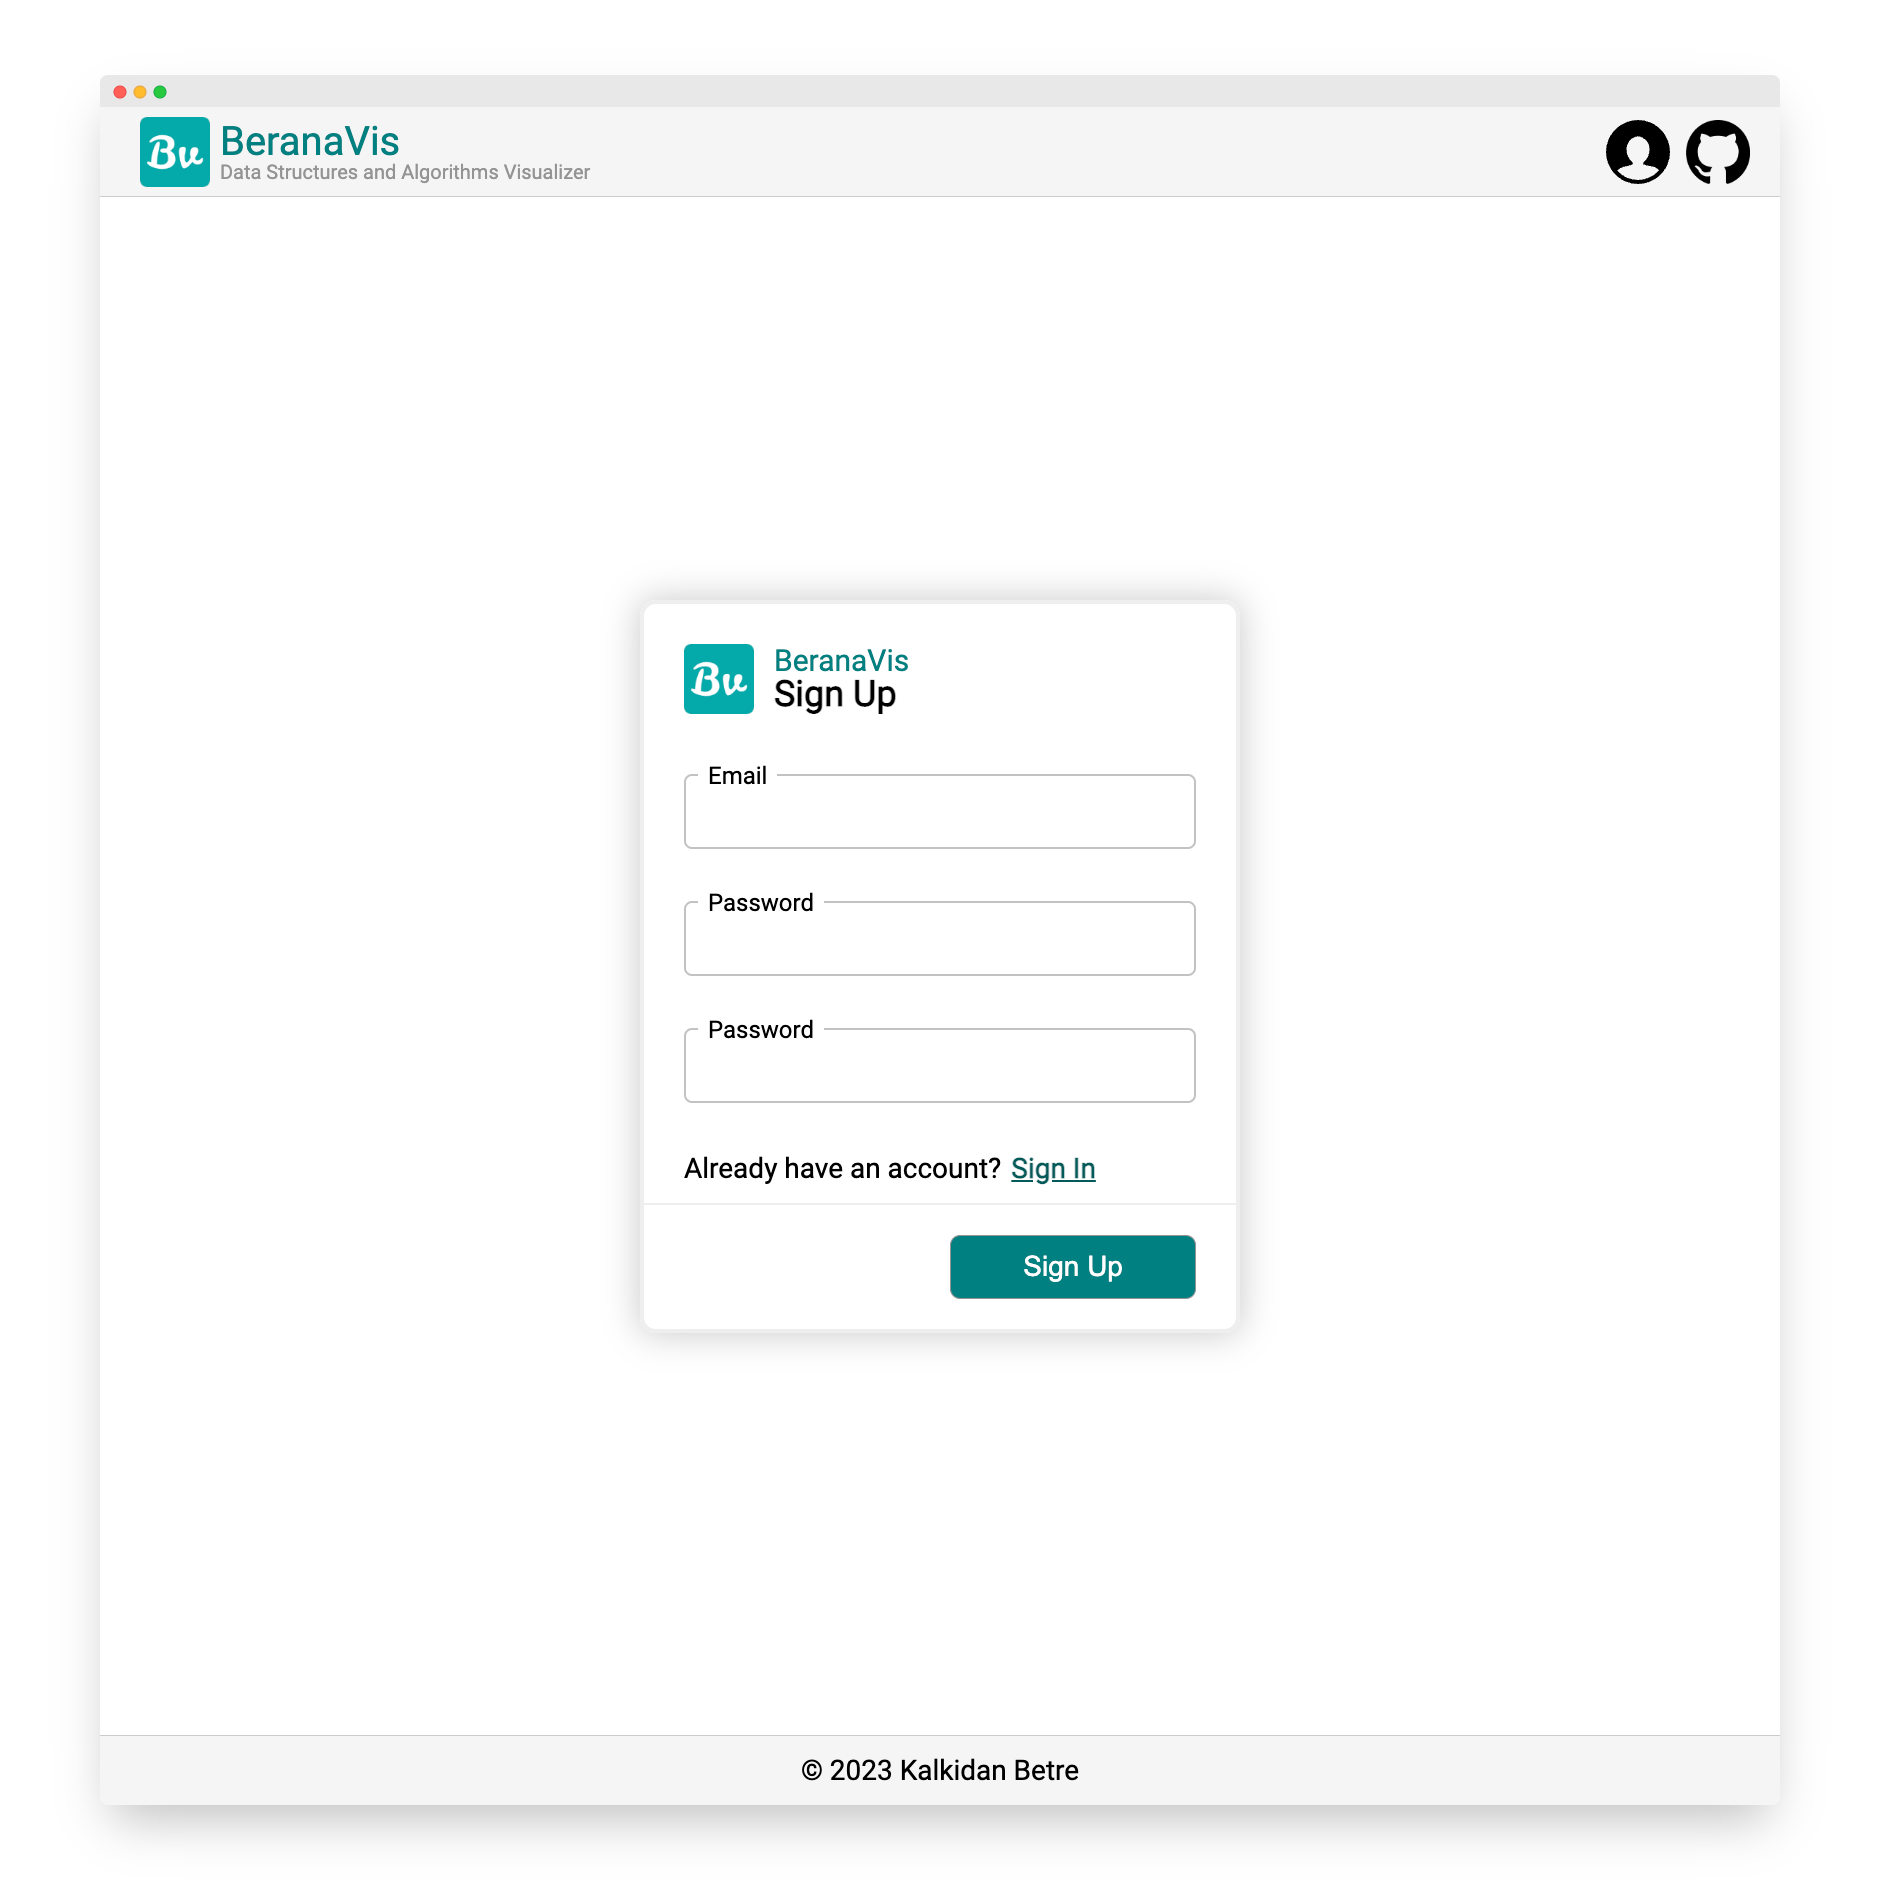 Bv
BeranaVis
Data Structures and Algorithms Visualizer
Bv
BeranaVis
Sign Up
Email
Password
Password
Already have an account? Sign In
Sign Up
© 2023 Kalkidan Betre